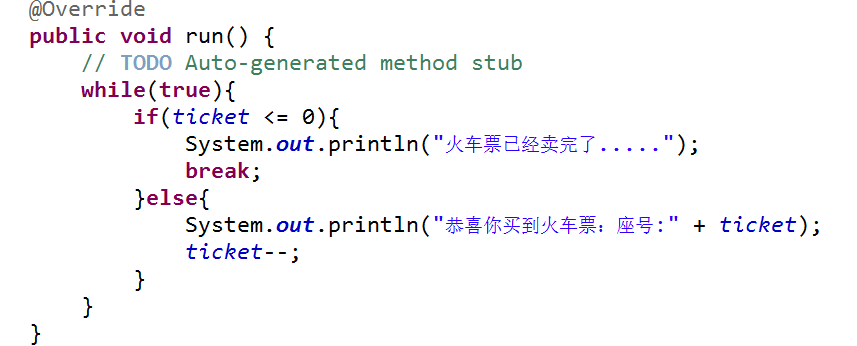 @Override
public void run() {
    // TODO Auto-generated method stub
    while(true){
        if(ticket <= 0){
            System.out.println("火车票已经卖完了.....");
            break;
        }else{
            System.out.println("恭喜你买到火车票：座号:" + ticket);
            ticket--;
        }
    }
}